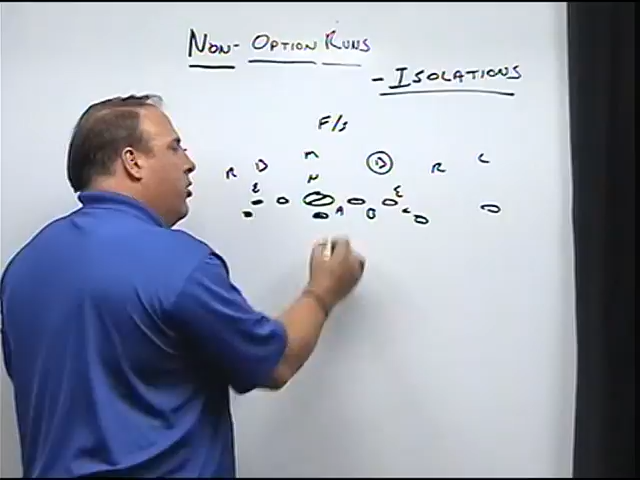 NON- OPTION RUNS
- ISOLATIONS
F/S
R B M B R C
E N E
A B C